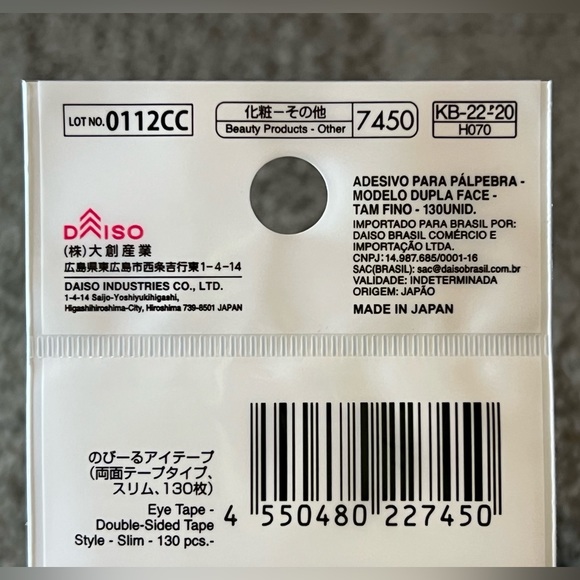 LOT NO.0112CC
化粧ーその他
Beauty Products - Other
7450
KB-22-20
H070
DAISO
(株)大創産業
広島県東広島市西条吉行東1-4-14
DAISO INDUSTRIES CO., LTD.
1-4-14 Saijo-Yoshiyukihigashi,
Higashihiroshima-City, Hiroshima 739-8501 JAPAN
ADESIVO PARA PÁLPEBRA -
MODELO DUPLA FACE -
TAM FINO - 130UNID.
IMPORTADO PARA BRASIL POR:
DAISO BRASIL COMÉRCIO E
IMPORTAÇÃO LTDA.
CNPJ: 14.987.685/0001-16
SAC(BRASIL): sac@daisobrasil.com.br
VALIDADE: INDETERMINADA
ORIGEM: JAPÃO
MADE IN JAPAN
のびーるアイテープ
(両面テープタイプ、
スリム、130枚)
Eye Tape -
Double-Sided Tape
Style - Slim - 130 pcs.-
4 550480 227450